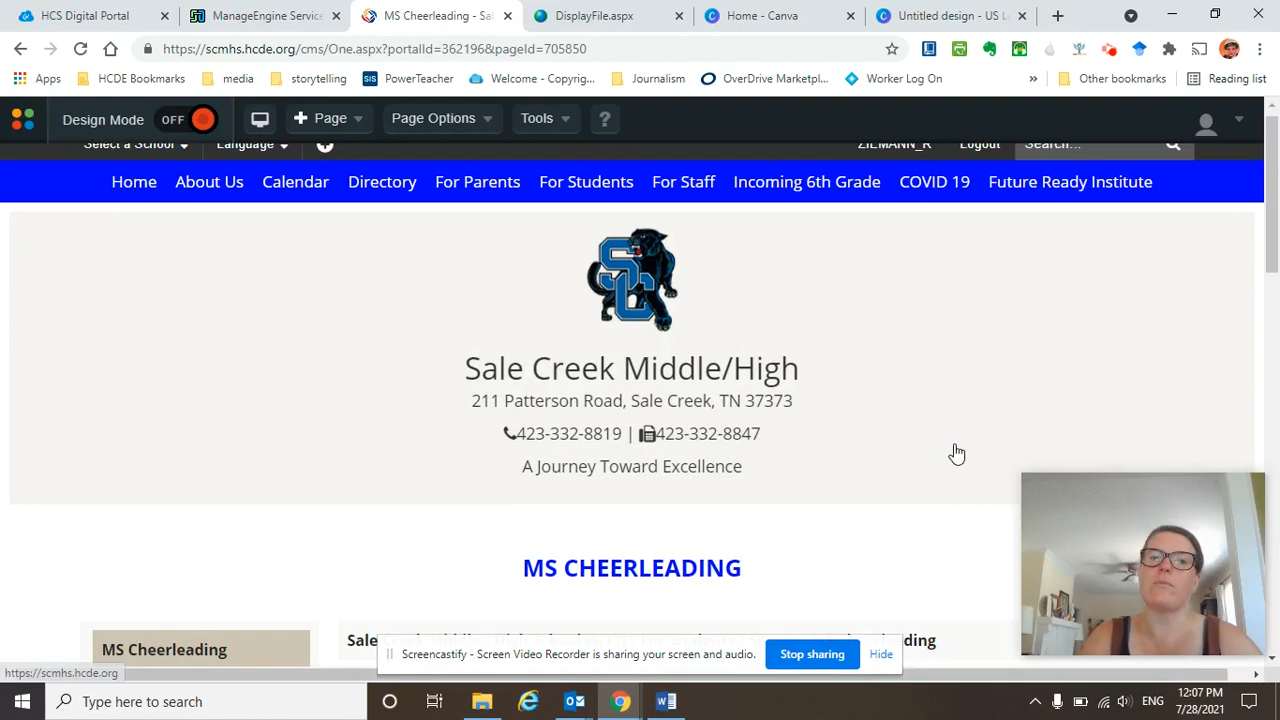 HCS Digital Portal
ManageEngine Service
MS Cheerleading - Sal
DisplayFile.aspx
Home - Canva
Untitled design - US L
https://scmhs.hcde.org/cms/One.aspx?portalId=362196&pageId=705850
Apps
HCDE Bookmarks
media
storytelling
SIS
PowerTeacher
Welcome - Copyrig...
Journalism
OverDrive Marketpl...
Worker Log On
»
Other bookmarks
Reading list
Design Mode
OFF
Page
Page Options
Tools
?
Select a School
Language
ZIEMANN_R
Logout
Search...
Home About Us Calendar Directory For Parents For Students For Staff Incoming 6th Grade COVID 19 Future Ready Institute
SC
Sale Creek Middle/High
211 Patterson Road, Sale Creek, TN 37373
423-332-8819 | 423-332-8847
A Journey Toward Excellence
MS CHEERLEADING
MS Cheerleading
Screencastify - Screen Video Recorder is sharing your screen and audio.
Stop sharing
Hide
https://scmhs.hcde.org
Type here to search
ENG
12:07 PM
7/28/2021